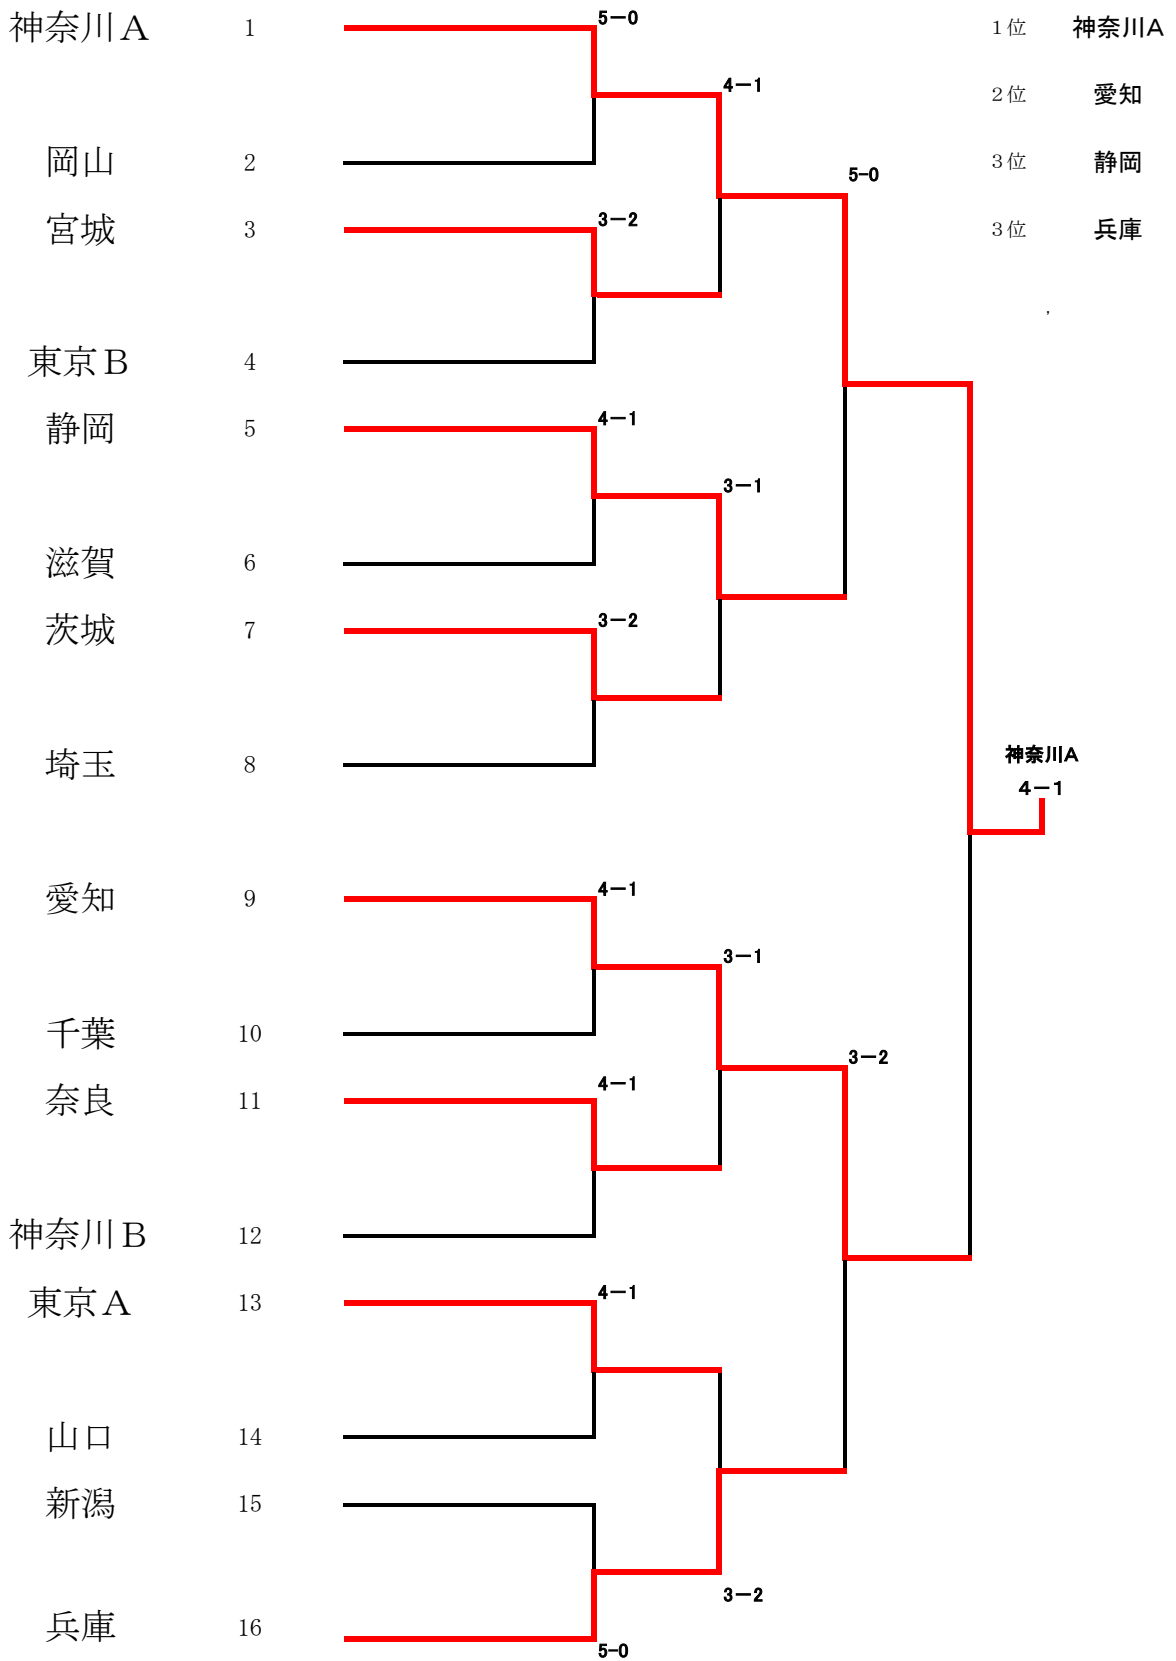 神奈川Ａ 1 5－0 1位 神奈川A
4－1
2位 愛知
岡山 2 3位 静岡
5-0
宮城 3 3－2 3位 兵庫
,
東京Ｂ 4
静岡 5 4－1
3－1
滋賀 6
茨城 7 3－2
埼玉 8
神奈川A
4－1
愛知 9 4－1
3－1
千葉 10
3－2
奈良 11 4－1
神奈川Ｂ 12
東京Ａ 13 4－1
山口 14
新潟 15
3－2
兵庫 16
5-0